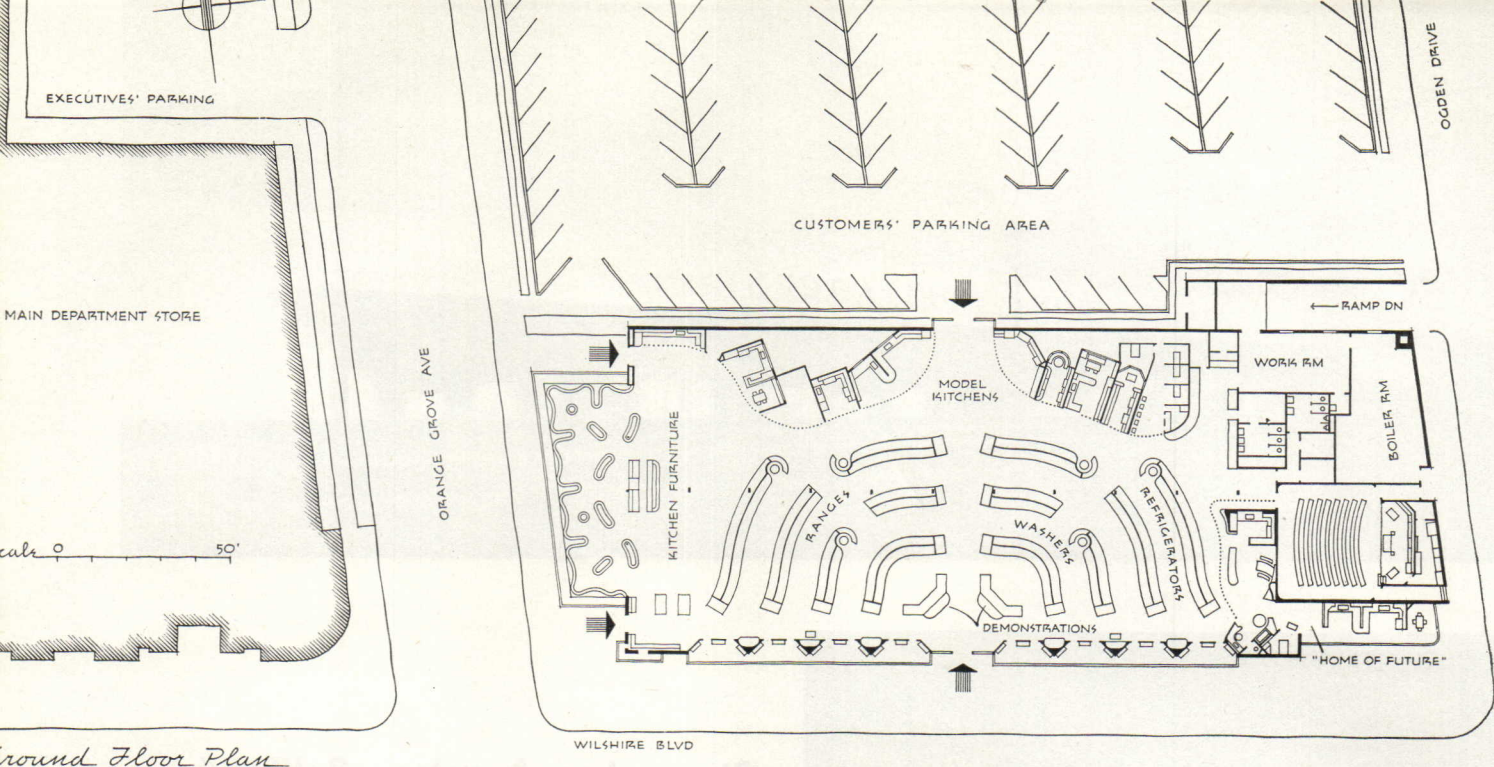 EXECUTIVES' PARKING
OGDEN DRIVE
CUSTOMERS' PARKING AREA
MAIN DEPARTMENT STORE
ORANGE GROVE AVE
RAMP DN
WORK RM
BOILER RM
MODEL
KITCHENS
KITCHEN FURNITURE
RANGES
WASHERS
REFRIGERATORS
0 50'
DEMONSTRATIONS
"HOME OF FUTURE"
WILSHIRE BLVD
Floor Plan